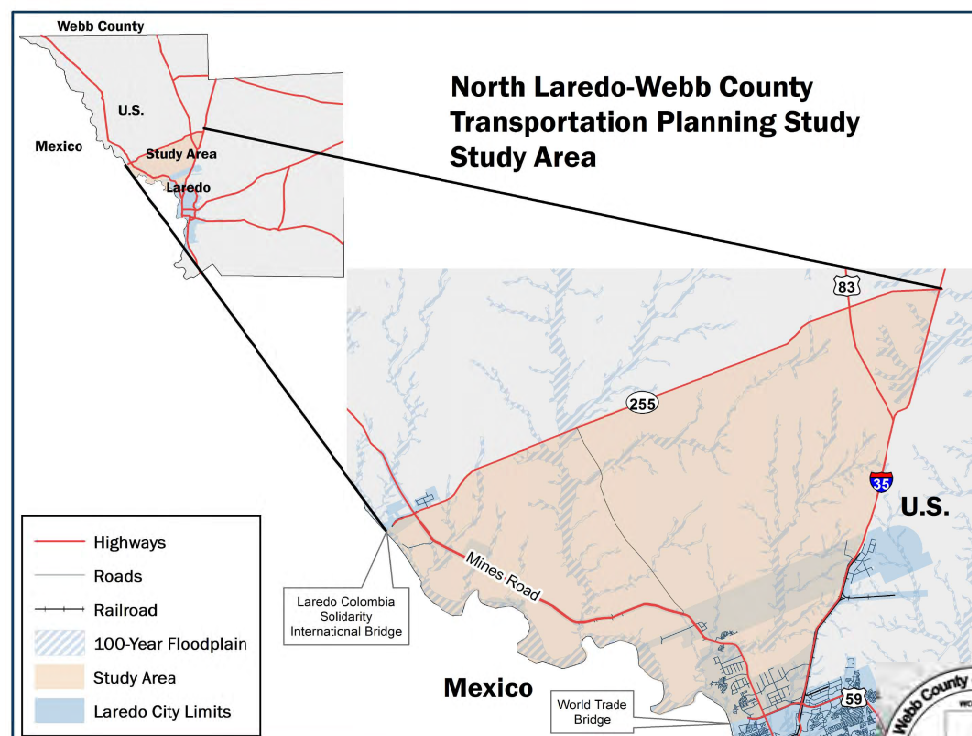 Webb County
U.S.
Mexico
Study Area
Laredo
North Laredo-Webb County
Transportation Planning Study
Study Area
83
255
35
U.S.
Mines Road
Laredo Colombia
Solidarity
International Bridge
Mexico
World Trade
Bridge
59
Highways
Roads
Railroad
100-Year Floodplain
Study Area
Laredo City Limits
Webb County